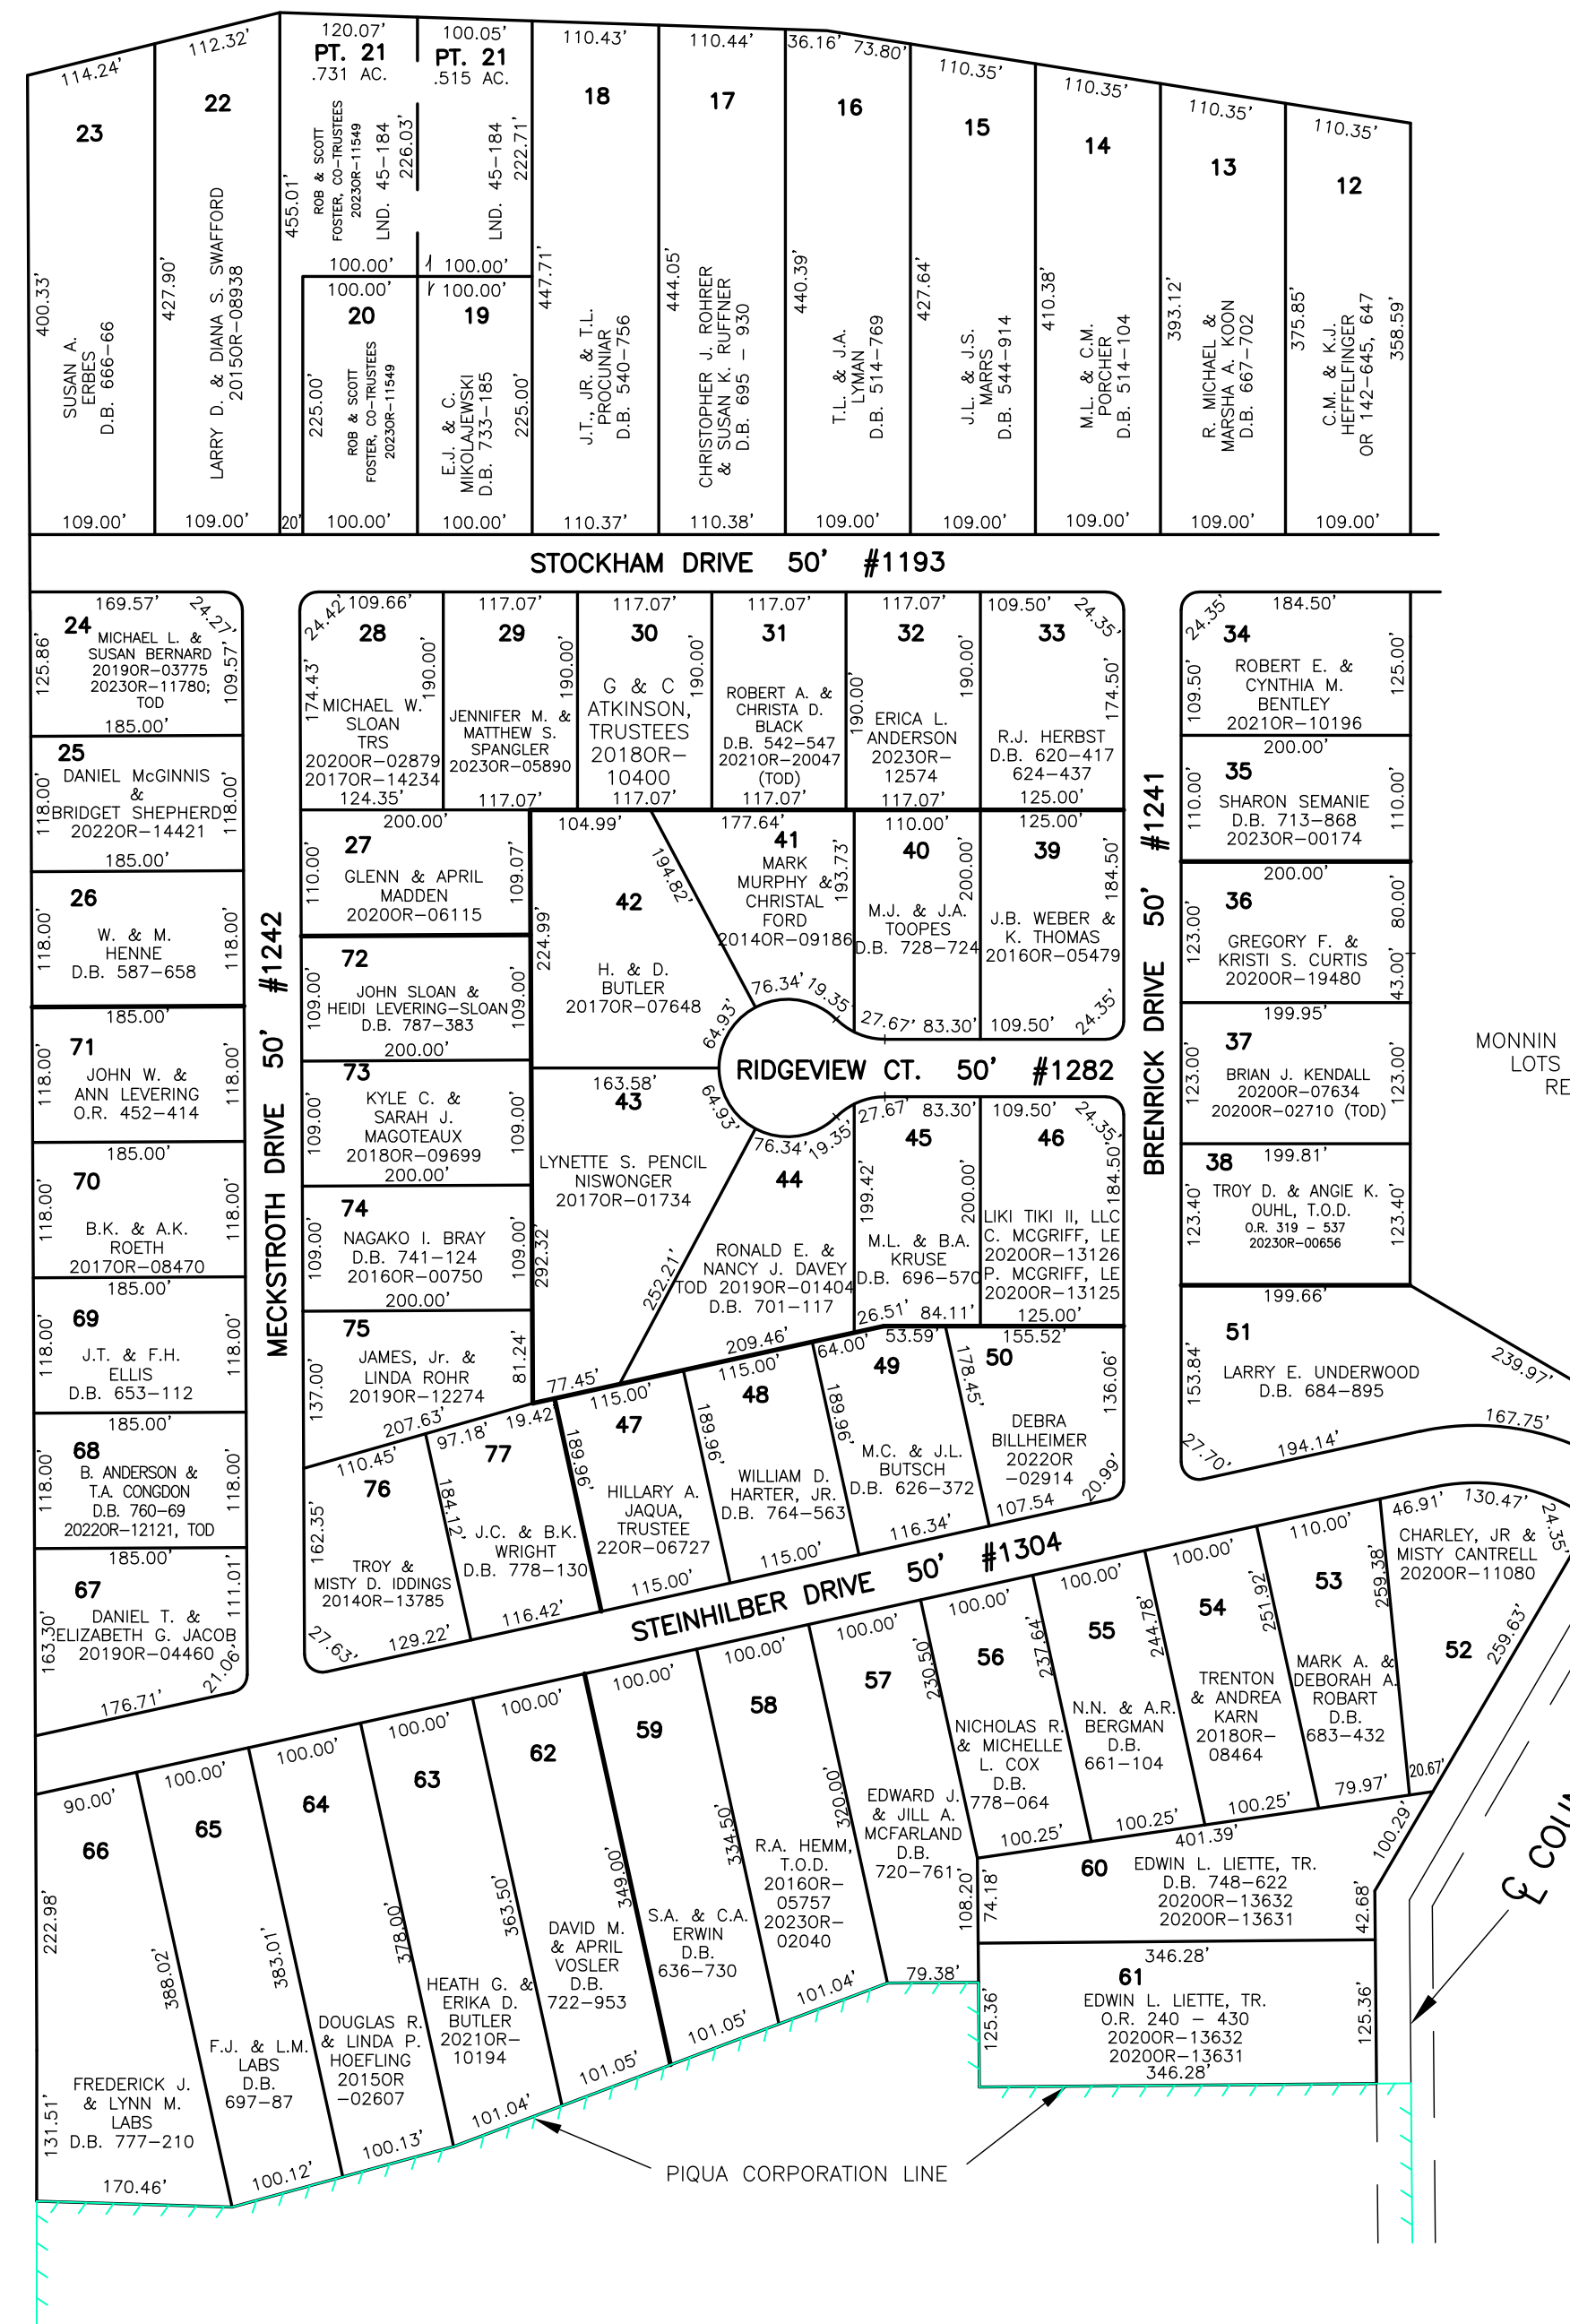 114.24'
23
400.33'
SUSAN A.
ERBES
D.B. 666-66
109.00'
112.32'
22
427.90'
LARRY D. & DIANA S. SWAFFORD
2015OR-08938
109.00'
120.07'
PT. 21
.731 AC.
455.01'
ROB & SCOTT
FOSTER, CO-TRUSTEES
2023OR-11549
LND. 45-184
226.03'
100.00'
100.05'
PT. 21
.515 AC.
LND. 45-184
222.71'
100.00'
100.00'
20
225.00'
ROB & SCOTT
FOSTER, CO-TRUSTEES
2023OR-11549
20'
100.00'
100.00'
19
E.J. & C.
MIKOLAJEWSKI
D.B. 733-185
225.00'
100.00'
110.43'
18
447.71'
J.T., JR. & T.L.
PROCUNIAR
D.B. 540-756
110.37'
110.44'
17
444.05'
CHRISTOPHER J. ROHRER
& SUSAN K. RUFFNER
D.B. 695 - 930
110.38'
36.16' 73.80'
16
440.39'
T.L. & J.A.
LYMAN
D.B. 514-769
109.00'
110.35'
15
427.64'
J.L. & J.S.
MARRS
D.B. 544-914
109.00'
110.35'
14
410.38'
M.L. & C.M.
PORCHER
D.B. 514-104
109.00'
110.35'
13
393.12'
R. MICHAEL &
MARSHA A. KOON
D.B. 667-702
109.00'
110.35'
12
375.85'
C.M. & K.J.
HEFFELFINGER
OR 142-645, 647
358.59'
109.00'
STOCKHAM DRIVE 50' #1193
169.57'
24.27'
24
125.86'
MICHAEL L. &
SUSAN BERNARD
2019OR-03775
2023OR-11780;
TOD
109.57'
185.00'
25
118.00'
DANIEL McGINNIS
&
BRIDGET SHEPHERD
2022OR-14421
118.00'
185.00'
26
118.00'
W. & M.
HENNE
D.B. 587-658
118.00'
185.00'
71
118.00'
JOHN W. &
ANN LEVERING
O.R. 452-414
118.00'
185.00'
70
118.00'
B.K. & A.K.
ROETH
2017OR-08470
118.00'
185.00'
69
118.00'
J.T. & F.H.
ELLIS
D.B. 653-112
118.00'
185.00'
68
118.00'
B. ANDERSON &
T.A. CONGDON
D.B. 760-69
2022OR-12121, TOD
118.00'
185.00'
67
163.30'
DANIEL T. &
ELIZABETH G. JACOB
2019OR-04460
111.01'
21.06'
176.71'
MECKSTROTH DRIVE 50' #1242
24.42'
109.66'
28
174.43'
190.00'
MICHAEL W.
SLOAN
TRS
2020OR-02879
2017OR-14234
124.35'
117.07'
29
190.00'
JENNIFER M. &
MATTHEW S.
SPANGLER
2023OR-05890
117.07'
117.07'
30
190.00'
G & C
ATKINSON,
TRUSTEES
2018OR-
10400
117.07'
117.07'
31
ROBERT A. &
CHRISTA D.
BLACK
D.B. 542-547
2021OR-20047
(TOD)
190.00'
117.07'
117.07'
32
190.00'
ERICA L.
ANDERSON
2023OR-
12574
117.07'
109.50'
24.35'
33
174.50'
R.J. HERBST
D.B. 620-417
624-437
125.00'
24.35'
184.50'
34
109.50'
ROBERT E. &
CYNTHIA M.
BENTLEY
2021OR-10196
125.00'
200.00'
35
110.00'
SHARON SEMANIE
D.B. 713-868
2023OR-00174
110.00'
200.00'
36
123.00'
GREGORY F. &
KRISTI S. CURTIS
2020OR-19480
80.00'
43.00'
199.95'
37
123.00'
BRIAN J. KENDALL
2020OR-07634
2020OR-02710 (TOD)
123.00'
199.81'
38
123.40'
TROY D. & ANGIE K.
OUHL, T.O.D.
O.R. 319 - 537
2023OR-00656
123.40'
199.66'
51
153.84'
LARRY E. UNDERWOOD
D.B. 684-895
239.97'
167.75'
194.14'
27.70'
MONNIN
LOTS
RE
BRENRICK DRIVE 50' #1241
200.00'
27
110.00'
GLENN & APRIL
MADDEN
2020OR-06115
109.07'
72
109.00'
JOHN SLOAN &
HEIDI LEVERING-SLOAN
D.B. 787-383
109.00'
200.00'
73
109.00'
KYLE C. &
SARAH J.
MAGOTEAUX
2018OR-09699
109.00'
200.00'
74
109.00'
NAGAKO I. BRAY
D.B. 741-124
2016OR-00750
109.00'
200.00'
75
137.00'
JAMES, Jr. &
LINDA ROHR
2019OR-12274
81.24'
207.63'
104.99'
42
224.99'
194.82'
H. & D.
BUTLER
2017OR-07648
64.93'
177.64'
41
MARK
MURPHY &
CHRISTAL
FORD
2014OR-09186
193.73'
76.34'
19.35'
110.00'
40
200.00'
M.J. & J.A.
TOOPES
D.B. 728-724
27.67' 83.30'
125.00'
39
184.50'
J.B. WEBER &
K. THOMAS
2016OR-05479
109.50'
24.35'
RIDGEVIEW CT. 50' #1282
163.58'
43
64.93'
LYNETTE S. PENCIL
NISWONGER
2017OR-01734
292.32'
252.21'
77.45'
76.34'
19.35'
44
RONALD E. &
NANCY J. DAVEY
TOD 2019OR-01404
D.B. 701-117
209.46'
27.67' 83.30'
45
199.42'
200.00'
M.L. & B.A.
KRUSE
D.B. 696-570
26.51' 84.11'
109.50'
24.35'
46
184.50'
LIKI TIKI II, LLC
C. MCGRIFF, LE
2020OR-13126
P. MCGRIFF, LE
2020OR-13125
125.00'
110.45'
76
162.35'
TROY &
MISTY D. IDDINGS
2014OR-13785
27.63'
129.22'
97.18'
19.42'
77
184.12'
J.C. & B.K.
WRIGHT
D.B. 778-130
116.42'
115.00'
47
189.96'
HILLARY A.
JAQUA,
TRUSTEE
22OR-06727
115.00'
115.00'
48
189.96'
WILLIAM D.
HARTER, JR.
D.B. 764-563
115.00'
64.00'
53.59'
49
189.96'
M.C. & J.L.
BUTSCH
D.B. 626-372
116.34'
155.52'
50
178.45'
136.06'
DEBRA
BILLHEIMER
2022OR
-02914
107.54
20.99'
STEINHILBER DRIVE 50' #1304
90.00'
66
222.98'
131.51'
FREDERICK J.
& LYNN M.
LABS
D.B. 777-210
170.46'
100.00'
65
388.02'
F.J. & L.M.
LABS
D.B.
697-87
100.12'
100.00'
64
383.01'
DOUGLAS R.
& LINDA P.
HOEFLING
2015OR
-02607
100.13'
100.00'
63
378.00'
HEATH G. &
ERIKA D.
BUTLER
2021OR-
10194
101.04'
100.00'
62
363.50'
DAVID M.
& APRIL
VOSLER
D.B.
722-953
101.05'
100.00'
59
349.00'
S.A. & C.A.
ERWIN
D.B.
636-730
101.05'
100.00'
58
334.50'
R.A. HEMM,
T.O.D.
2016OR-
05757
2023OR-
02040
101.04'
100.00'
57
320.00'
EDWARD J.
& JILL A.
MCFARLAND
D.B.
720-761
108.20'
79.38'
100.00'
56
230.50'
NICHOLAS R.
& MICHELLE
L. COX
D.B.
778-064
100.25'
100.00'
55
237.64'
N.N. & A.R.
BERGMAN
D.B.
661-104
100.25'
100.00'
54
244.78'
TRENTON
& ANDREA
KARN
2018OR-
08464
100.25'
110.00'
53
251.92'
MARK A. &
DEBORAH A.
ROBART
D.B.
683-432
79.97'
46.91' 130.47'
24.35'
CHARLEY, JR &
MISTY CANTRELL
2020OR-11080
259.38'
52
259.63'
20.67'
401.39'
100.29'
60
74.18'
EDWIN L. LIETTE, TR.
D.B. 748-622
2020OR-13632
2020OR-13631
42.68'
346.28'
61
125.36'
EDWIN L. LIETTE, TR.
O.R. 240 - 430
2020OR-13632
2020OR-13631
125.36'
346.28'
℄ COUN
PIQUA CORPORATION LINE